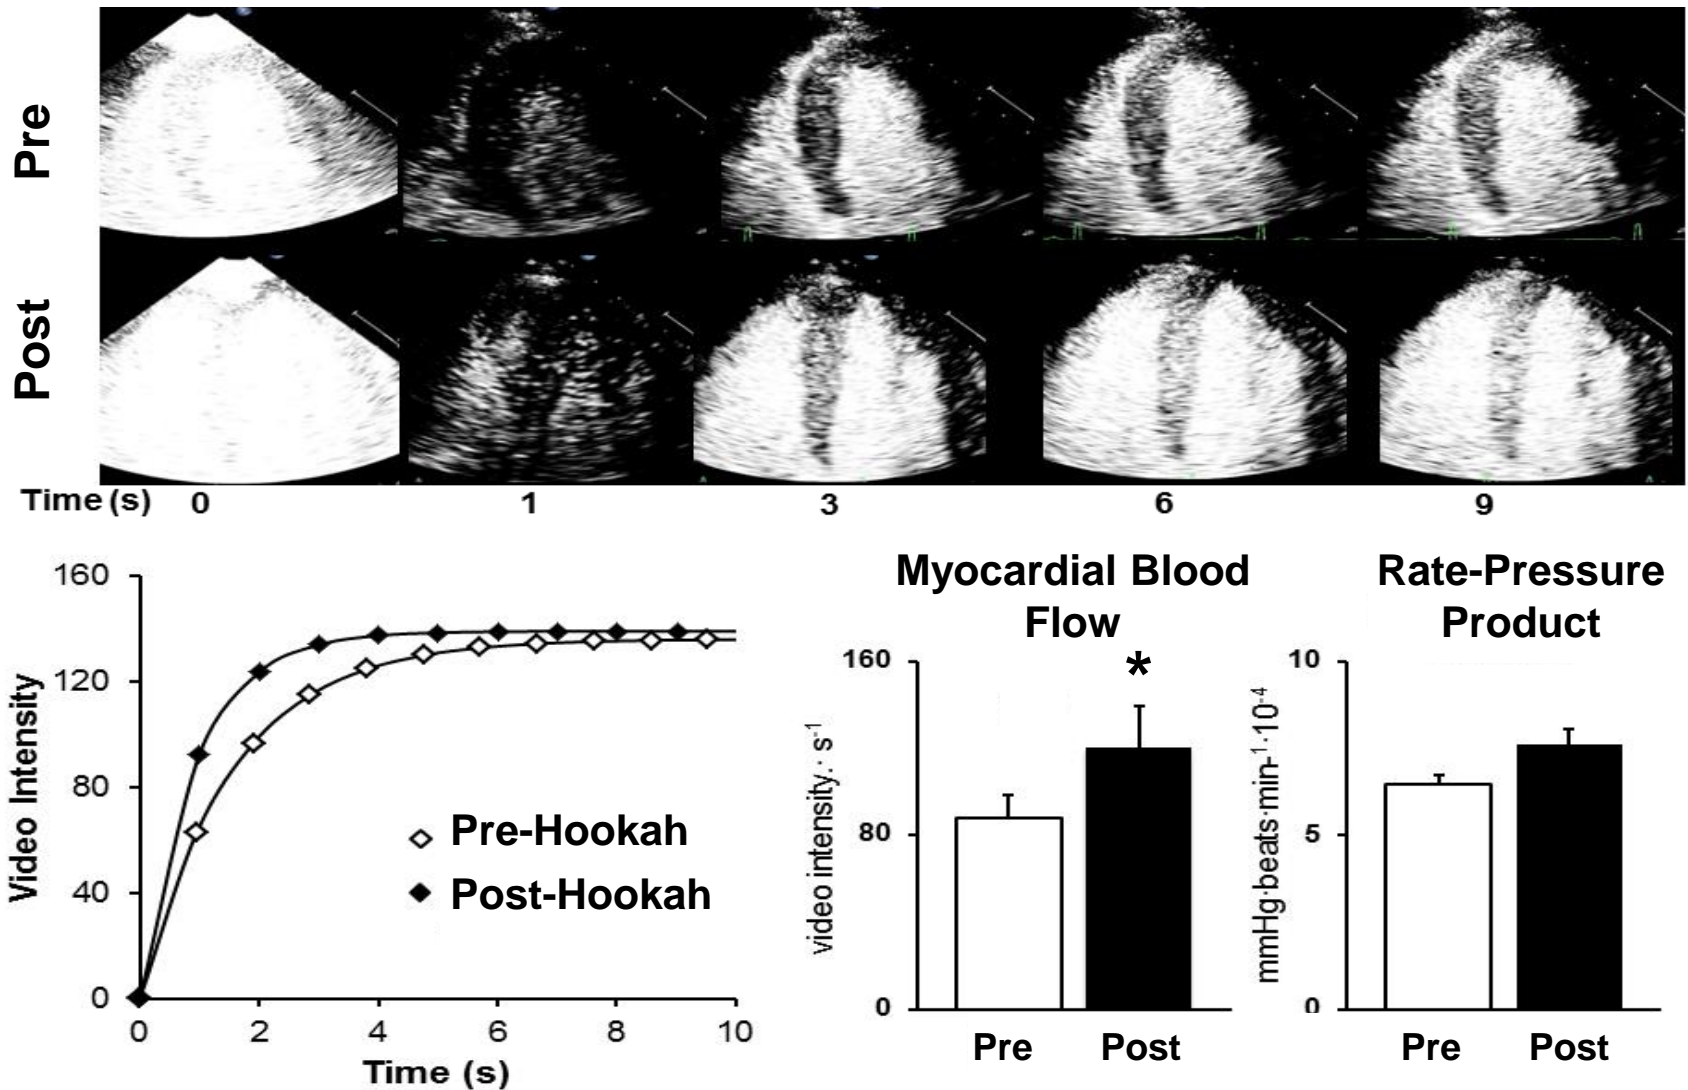 Pre
Post
Time (s) 0 1 3 6 9
160
120
80
40
0
0 2 4 6 8 10
Video Intensity
Time (s)
Pre-Hookah
Post-Hookah
Myocardial Blood
Flow
160
80
0
video intensity.· s-1
*
Pre Post
Rate-Pressure
Product
10
5
0
mmHg·beats·min-1·10-4
Pre Post